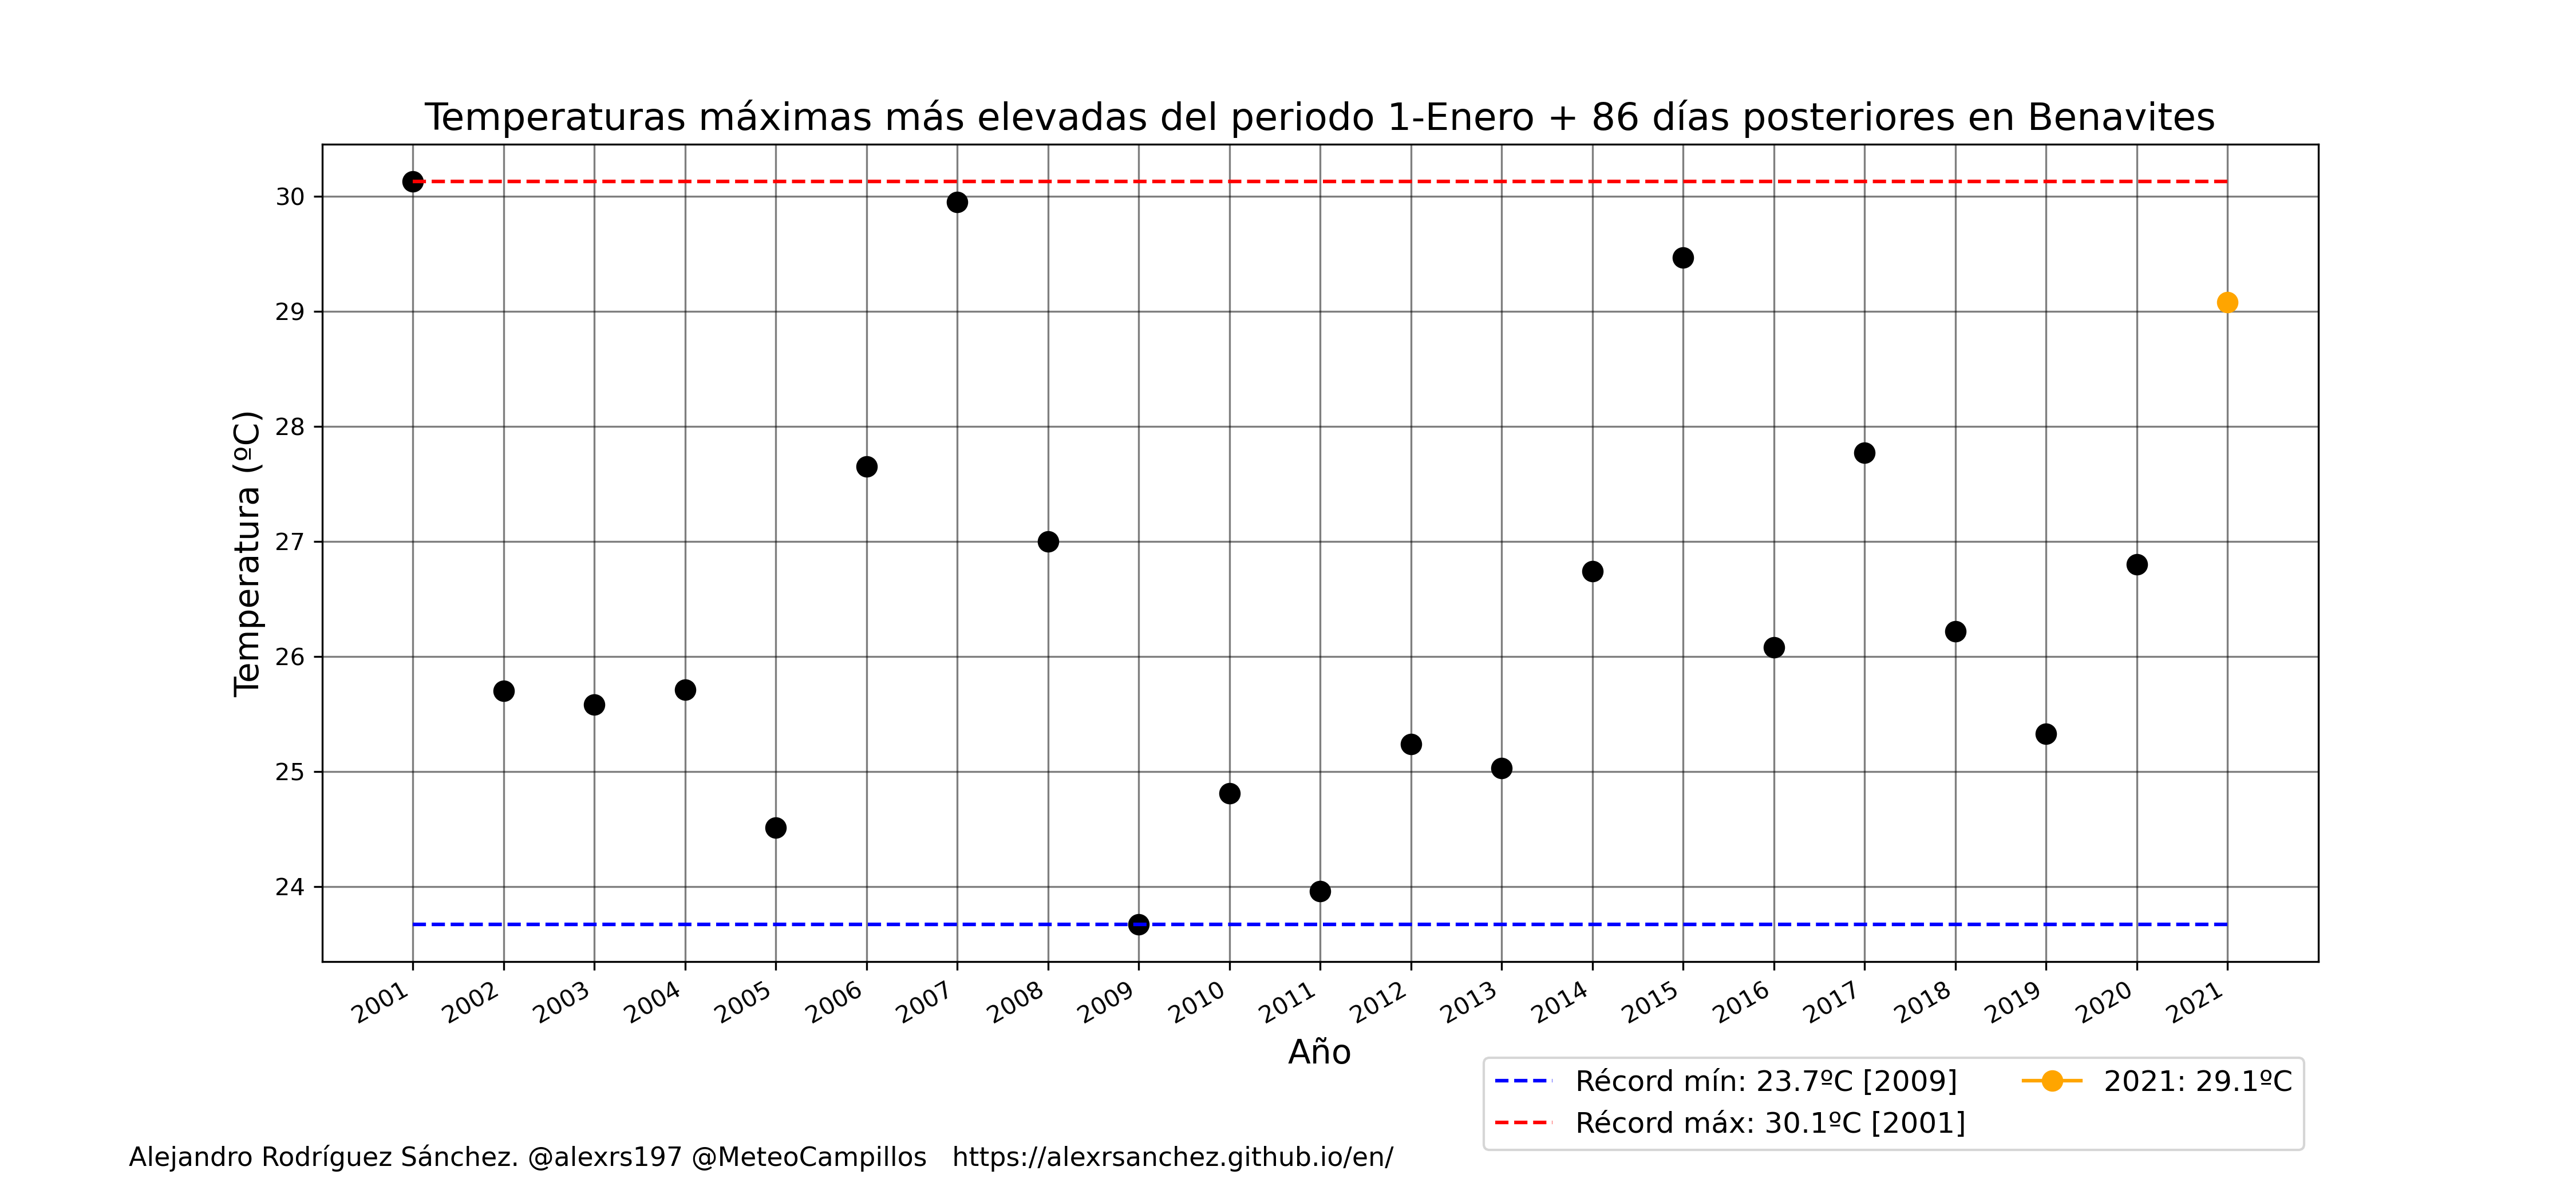 Temperaturas máximas más elevadas del periodo 1-Enero + 86 días posteriores en Benavites
Temperatura (ºC)
30
29
28
27
26
25
24
2001 2002 2003 2004 2005 2006 2007 2008 2009 2010 2011 2012 2013 2014 2015 2016 2017 2018 2019 2020 2021
Año
Récord mín: 23.7ºC [2009]
Récord máx: 30.1ºC [2001]
2021: 29.1ºC
Alejandro Rodríguez Sánchez. @alexrs197 @MeteoCampillos https://alexrsanchez.github.io/en/